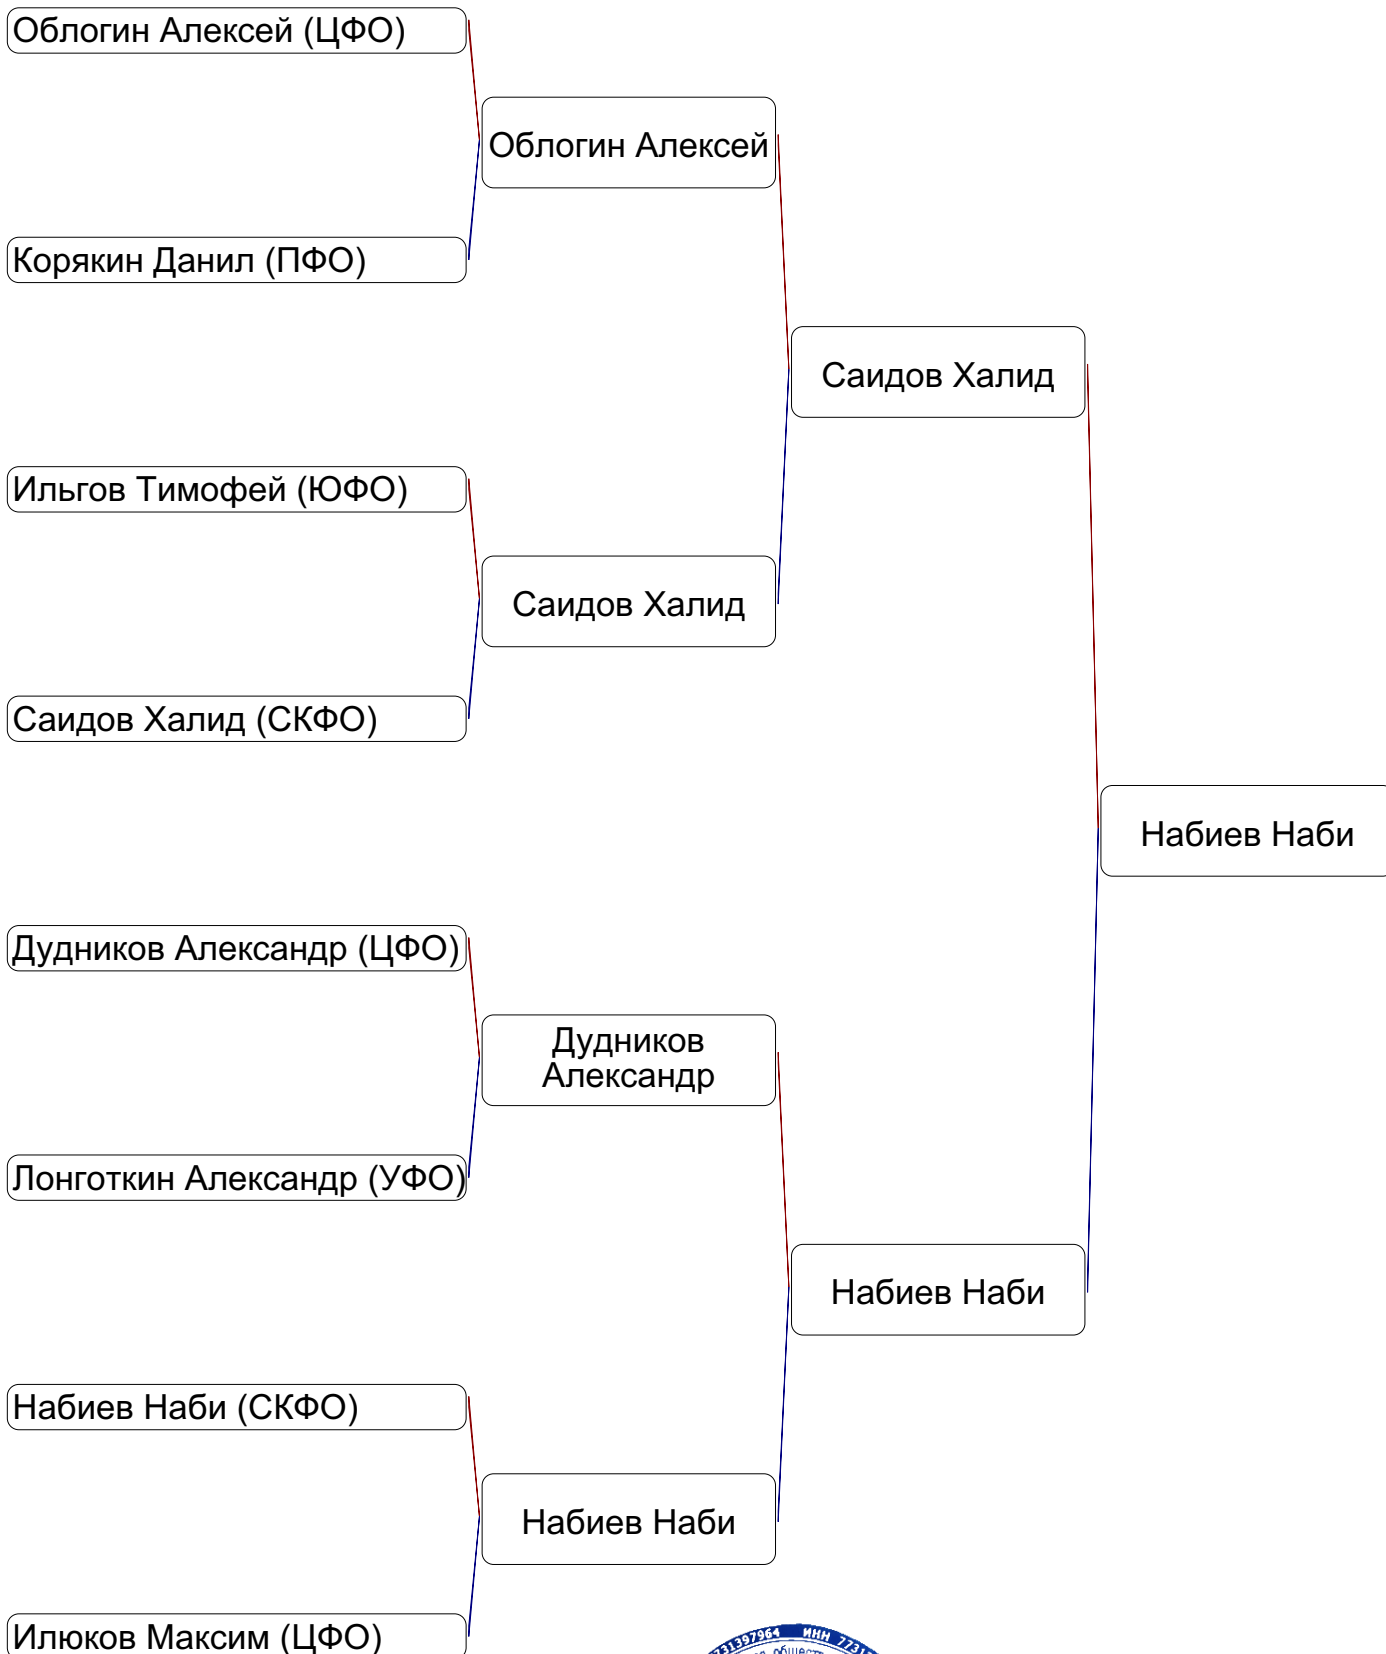 Облогин Алексей (ЦФО)
Облогин Алексей
Корякин Данил (ПФО)
Саидов Халид
Ильгов Тимофей (ЮФО)
Саидов Халид
Саидов Халид (СКФО)
Набиев Наби
Дудников Александр (ЦФО)
Дудников
Александр
Лонготкин Александр (УФО)
Набиев Наби
Набиев Наби (СКФО)
Набиев Наби
Илюков Максим (ЦФО)
731397964 ИНН